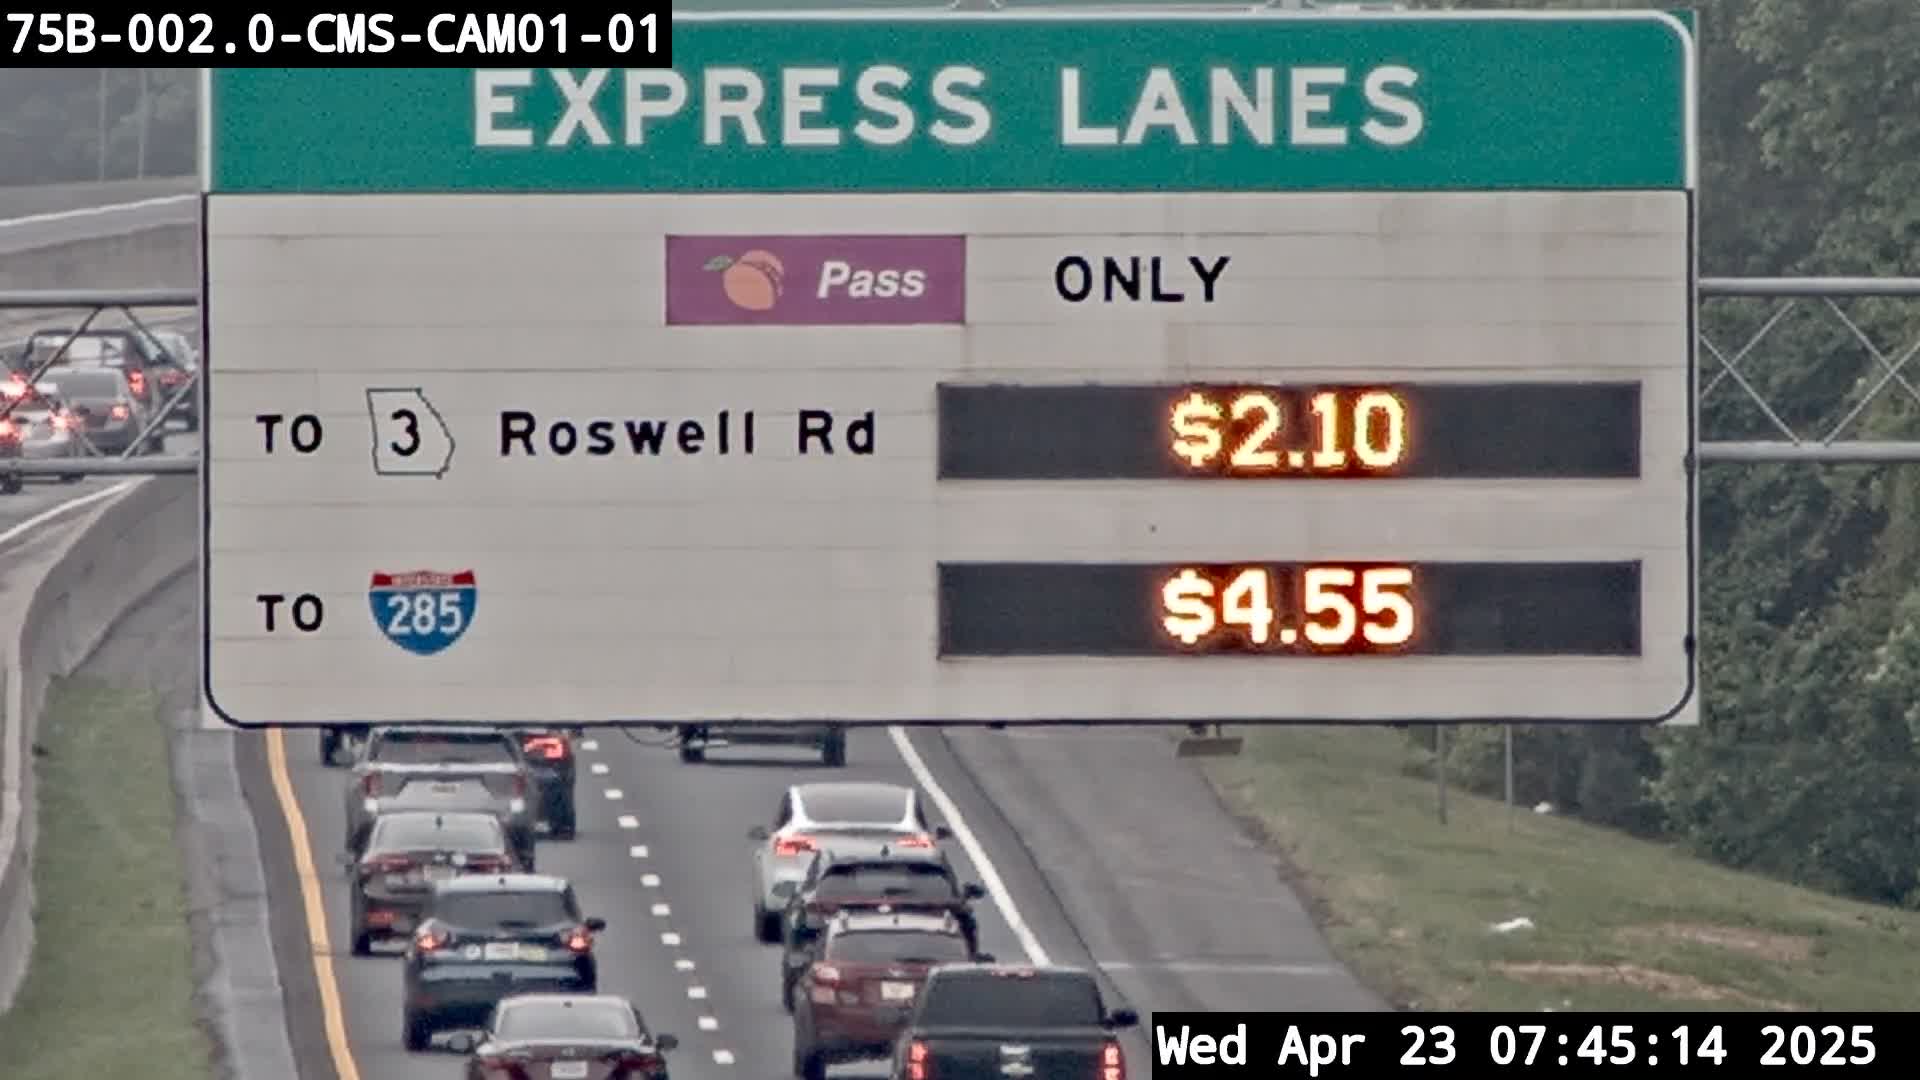 75B-002.0-CMS-CAM01-01
EXPRESS LANES
Pass ONLY
TO 3 Roswell Rd $2.10
INTERSTATE
TO 285 $4.55
Wed Apr 23 07:45:14 2025